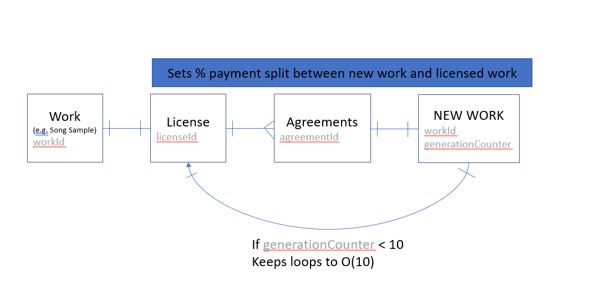 Sets % payment split between new work and licensed work
Work
(e.g. Song Sample)
workId
License
licenseId
Agreements
agreementId
NEW WORK
workId
generationCounter
If generationCounter < 10
Keeps loops to O(10)